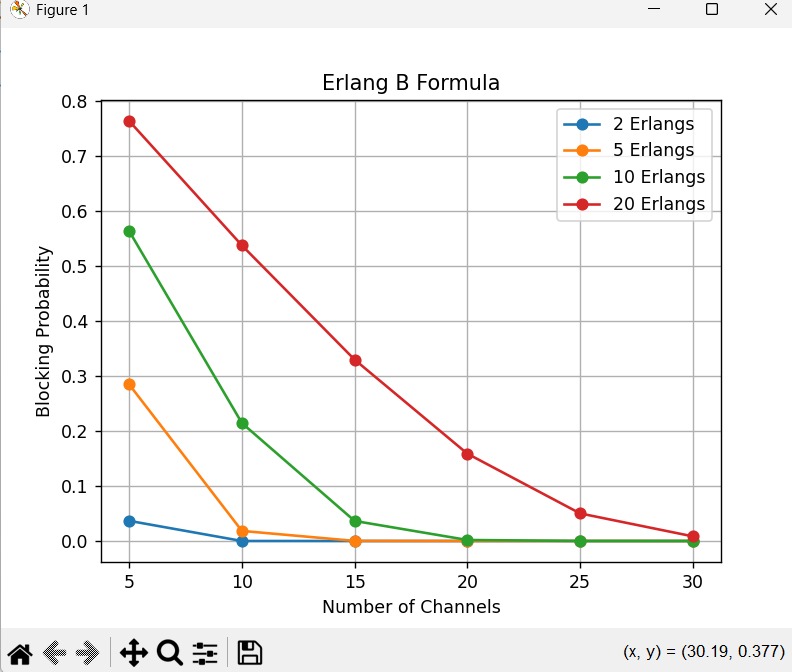 Figure 1
Erlang B Formula
0.8
0.7
0.6
0.5
0.4
0.3
0.2
0.1
0.0
Blocking Probability
2 Erlangs
5 Erlangs
10 Erlangs
20 Erlangs
5 10 15 20 25 30
Number of Channels
(x, y) = (30.19, 0.377)